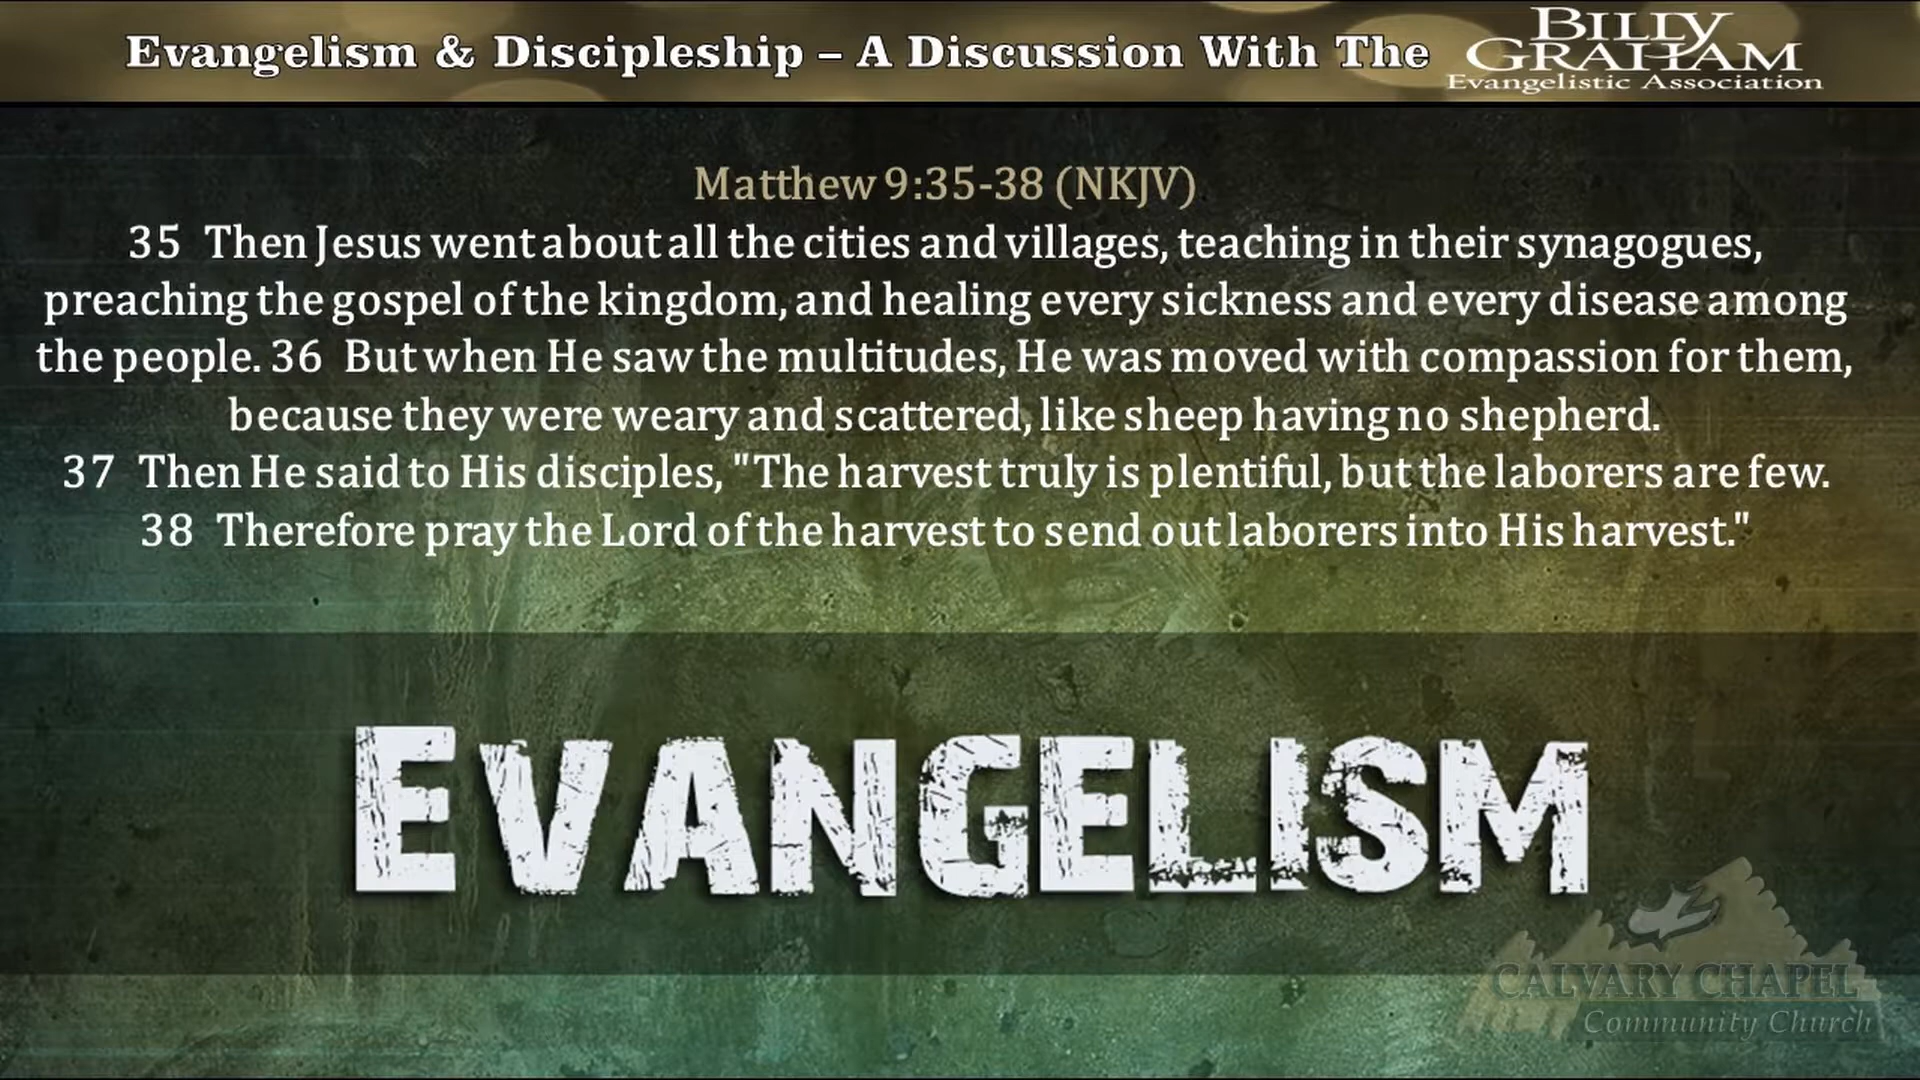 Evangelism & Discipleship – A Discussion With The
BILLY
GRAHAM
Evangelistic Association
Matthew 9:35-38 (NKJV)
35 Then Jesus went about all the cities and villages, teaching in their synagogues,
preaching the gospel of the kingdom, and healing every sickness and every disease among
the people. 36 But when He saw the multitudes, He was moved with compassion for them,
because they were weary and scattered, like sheep having no shepherd.
37 Then He said to His disciples, "The harvest truly is plentiful, but the laborers are few.
38 Therefore pray the Lord of the harvest to send out laborers into His harvest."
EVANGELISM
CALVARY CHAPEL
Community Church